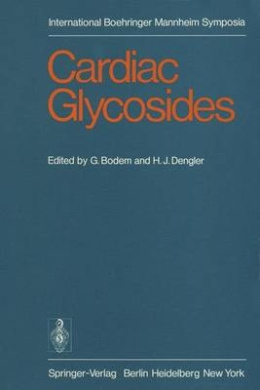 International Boehringer Mannheim Symposia
Cardiac
Glycosides
Edited by G. Bodem and H. J. Dengler
Springer-Verlag Berlin Heidelberg New York